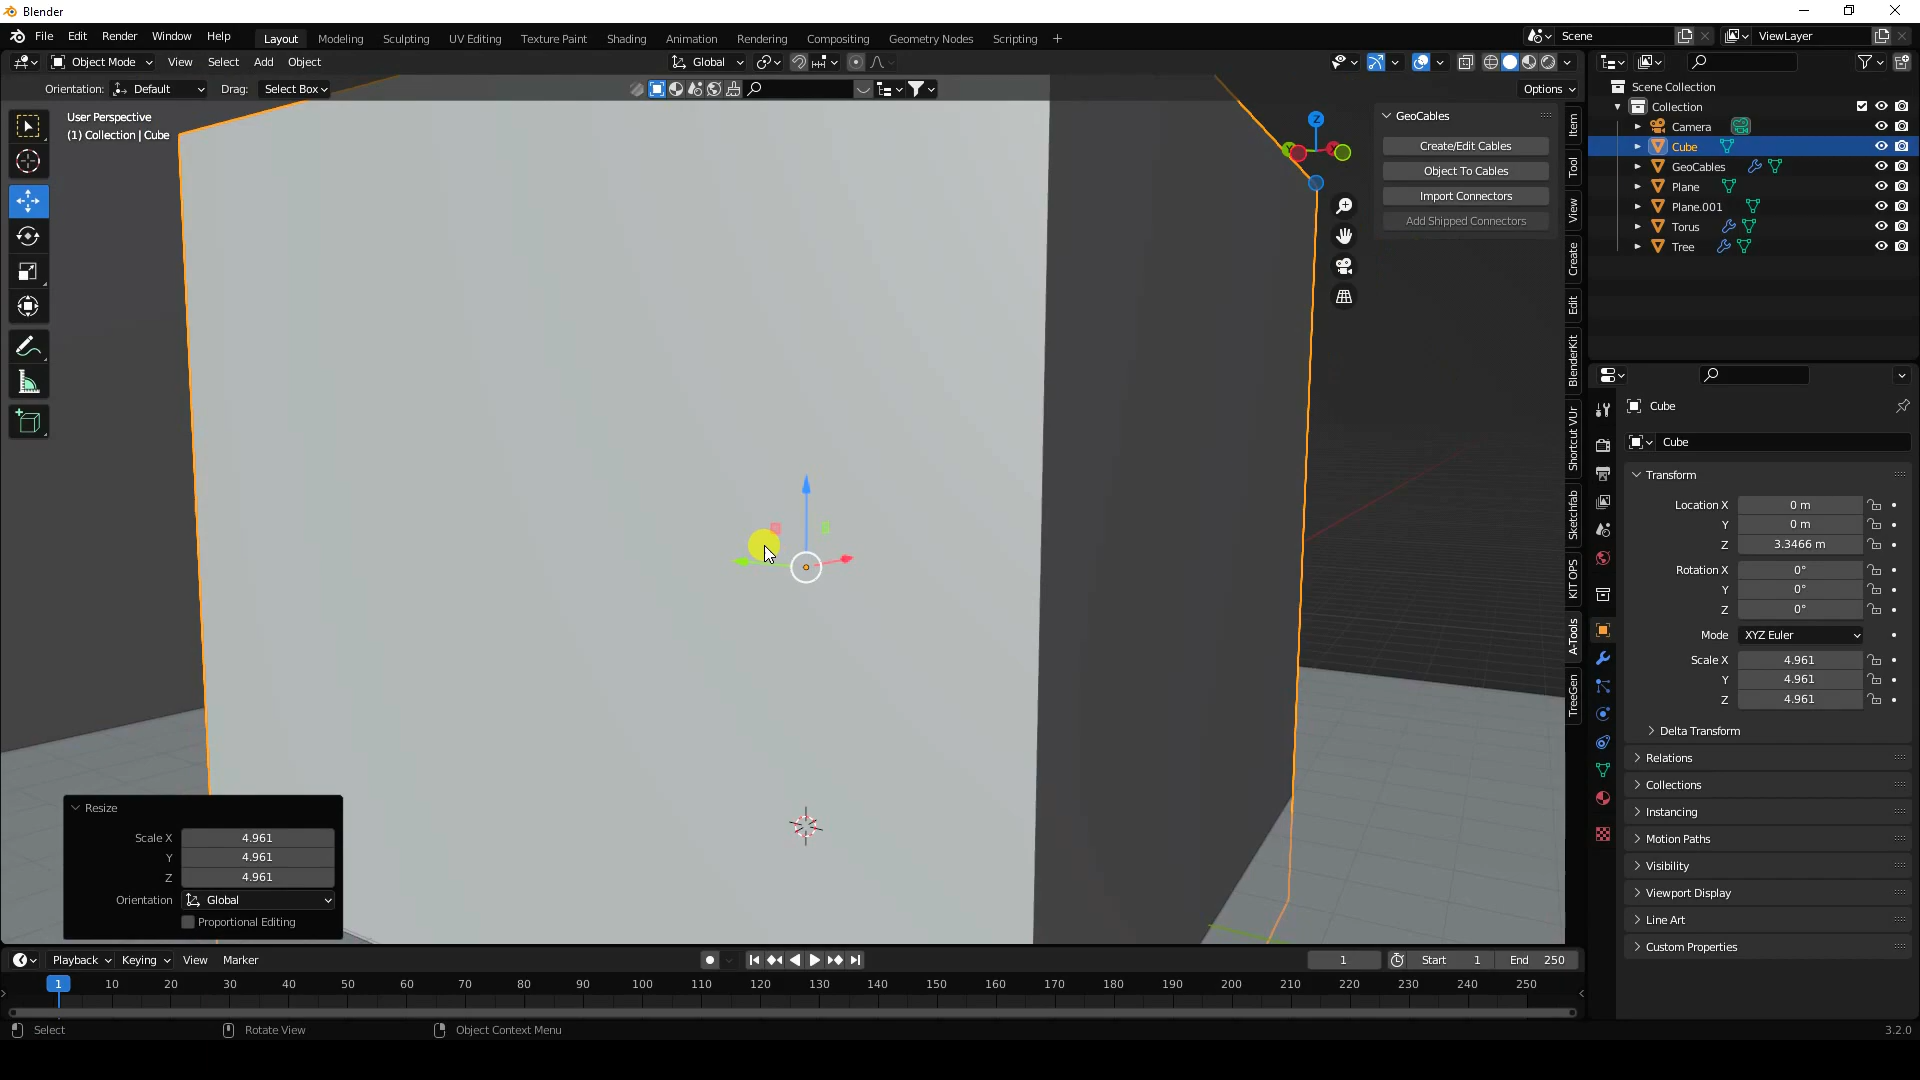 Blender
File Edit Render Window Help Layout Modeling Sculpting UV Editing Texture Paint Shading Animation Rendering Compositing Geometry Nodes Scripting + Scene ViewLayer
Object Mode View Select Add Object Global
Orientation: Default Drag: Select Box Options
User Perspective
(1) Collection | Cube
Z
GeoCables
Create/Edit Cables
Object To Cables
Import Connectors
Add Shipped Connectors
Item
Tool
View
Create
Edit
BlenderKit
Shortcut VUr
Sketchfab
KIT OPS
A-Tools
TreeGen
Scene Collection
Collection
Camera
Cube
GeoCables
Plane
Plane.001
Torus
Tree
Cube
Cube
Transform
Location X 0 m
Y 0 m
Z 3.3466 m
Rotation X 0°
Y 0°
Z 0°
Mode XYZ Euler
Scale X 4.961
Y 4.961
Z 4.961
Delta Transform
Relations
Collections
Instancing
Motion Paths
Visibility
Viewport Display
Line Art
Custom Properties
Resize
Scale X 4.961
Y 4.961
Z 4.961
Orientation Global
Proportional Editing
Playback Keying View Marker 1 Start 1 End 250
1 10 20 30 40 50 60 70 80 90 100 110 120 130 140 150 160 170 180 190 200 210 220 230 240 250
Select Rotate View Object Context Menu 3.2.0